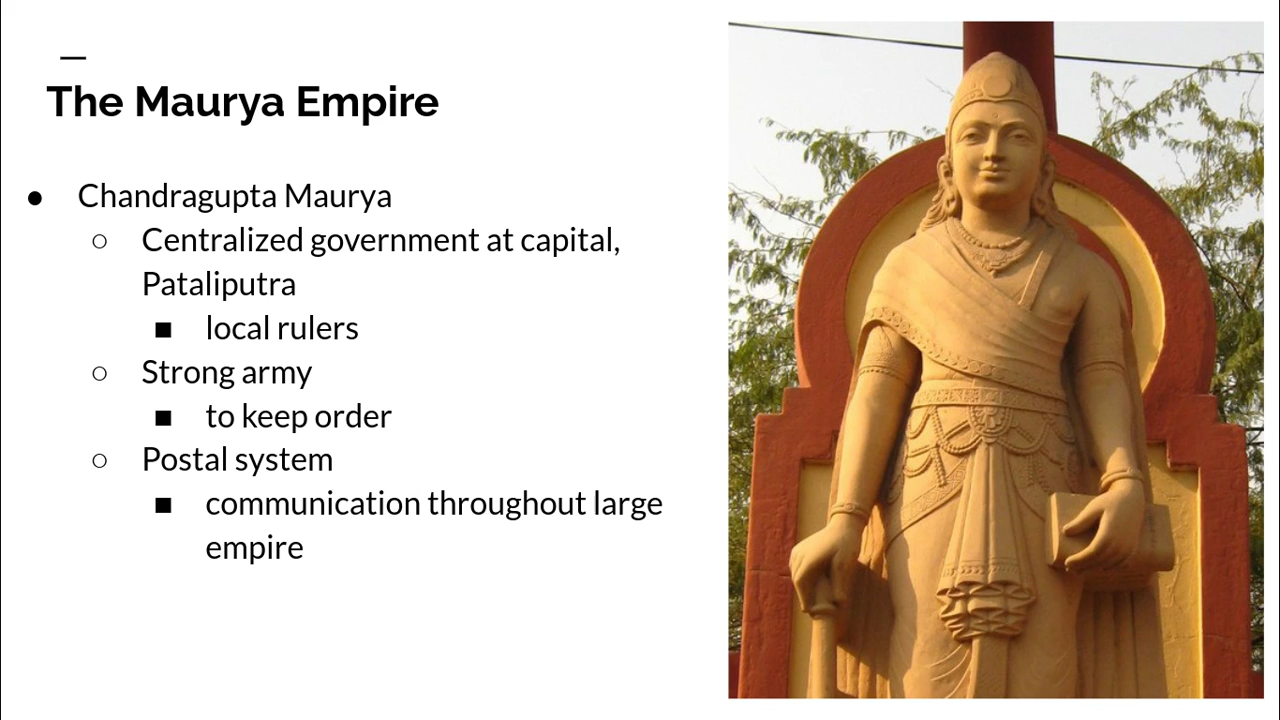 The Maurya Empire
● Chandragupta Maurya
○ Centralized government at capital,
Pataliputra
■ local rulers
○ Strong army
■ to keep order
○ Postal system
■ communication throughout large
empire